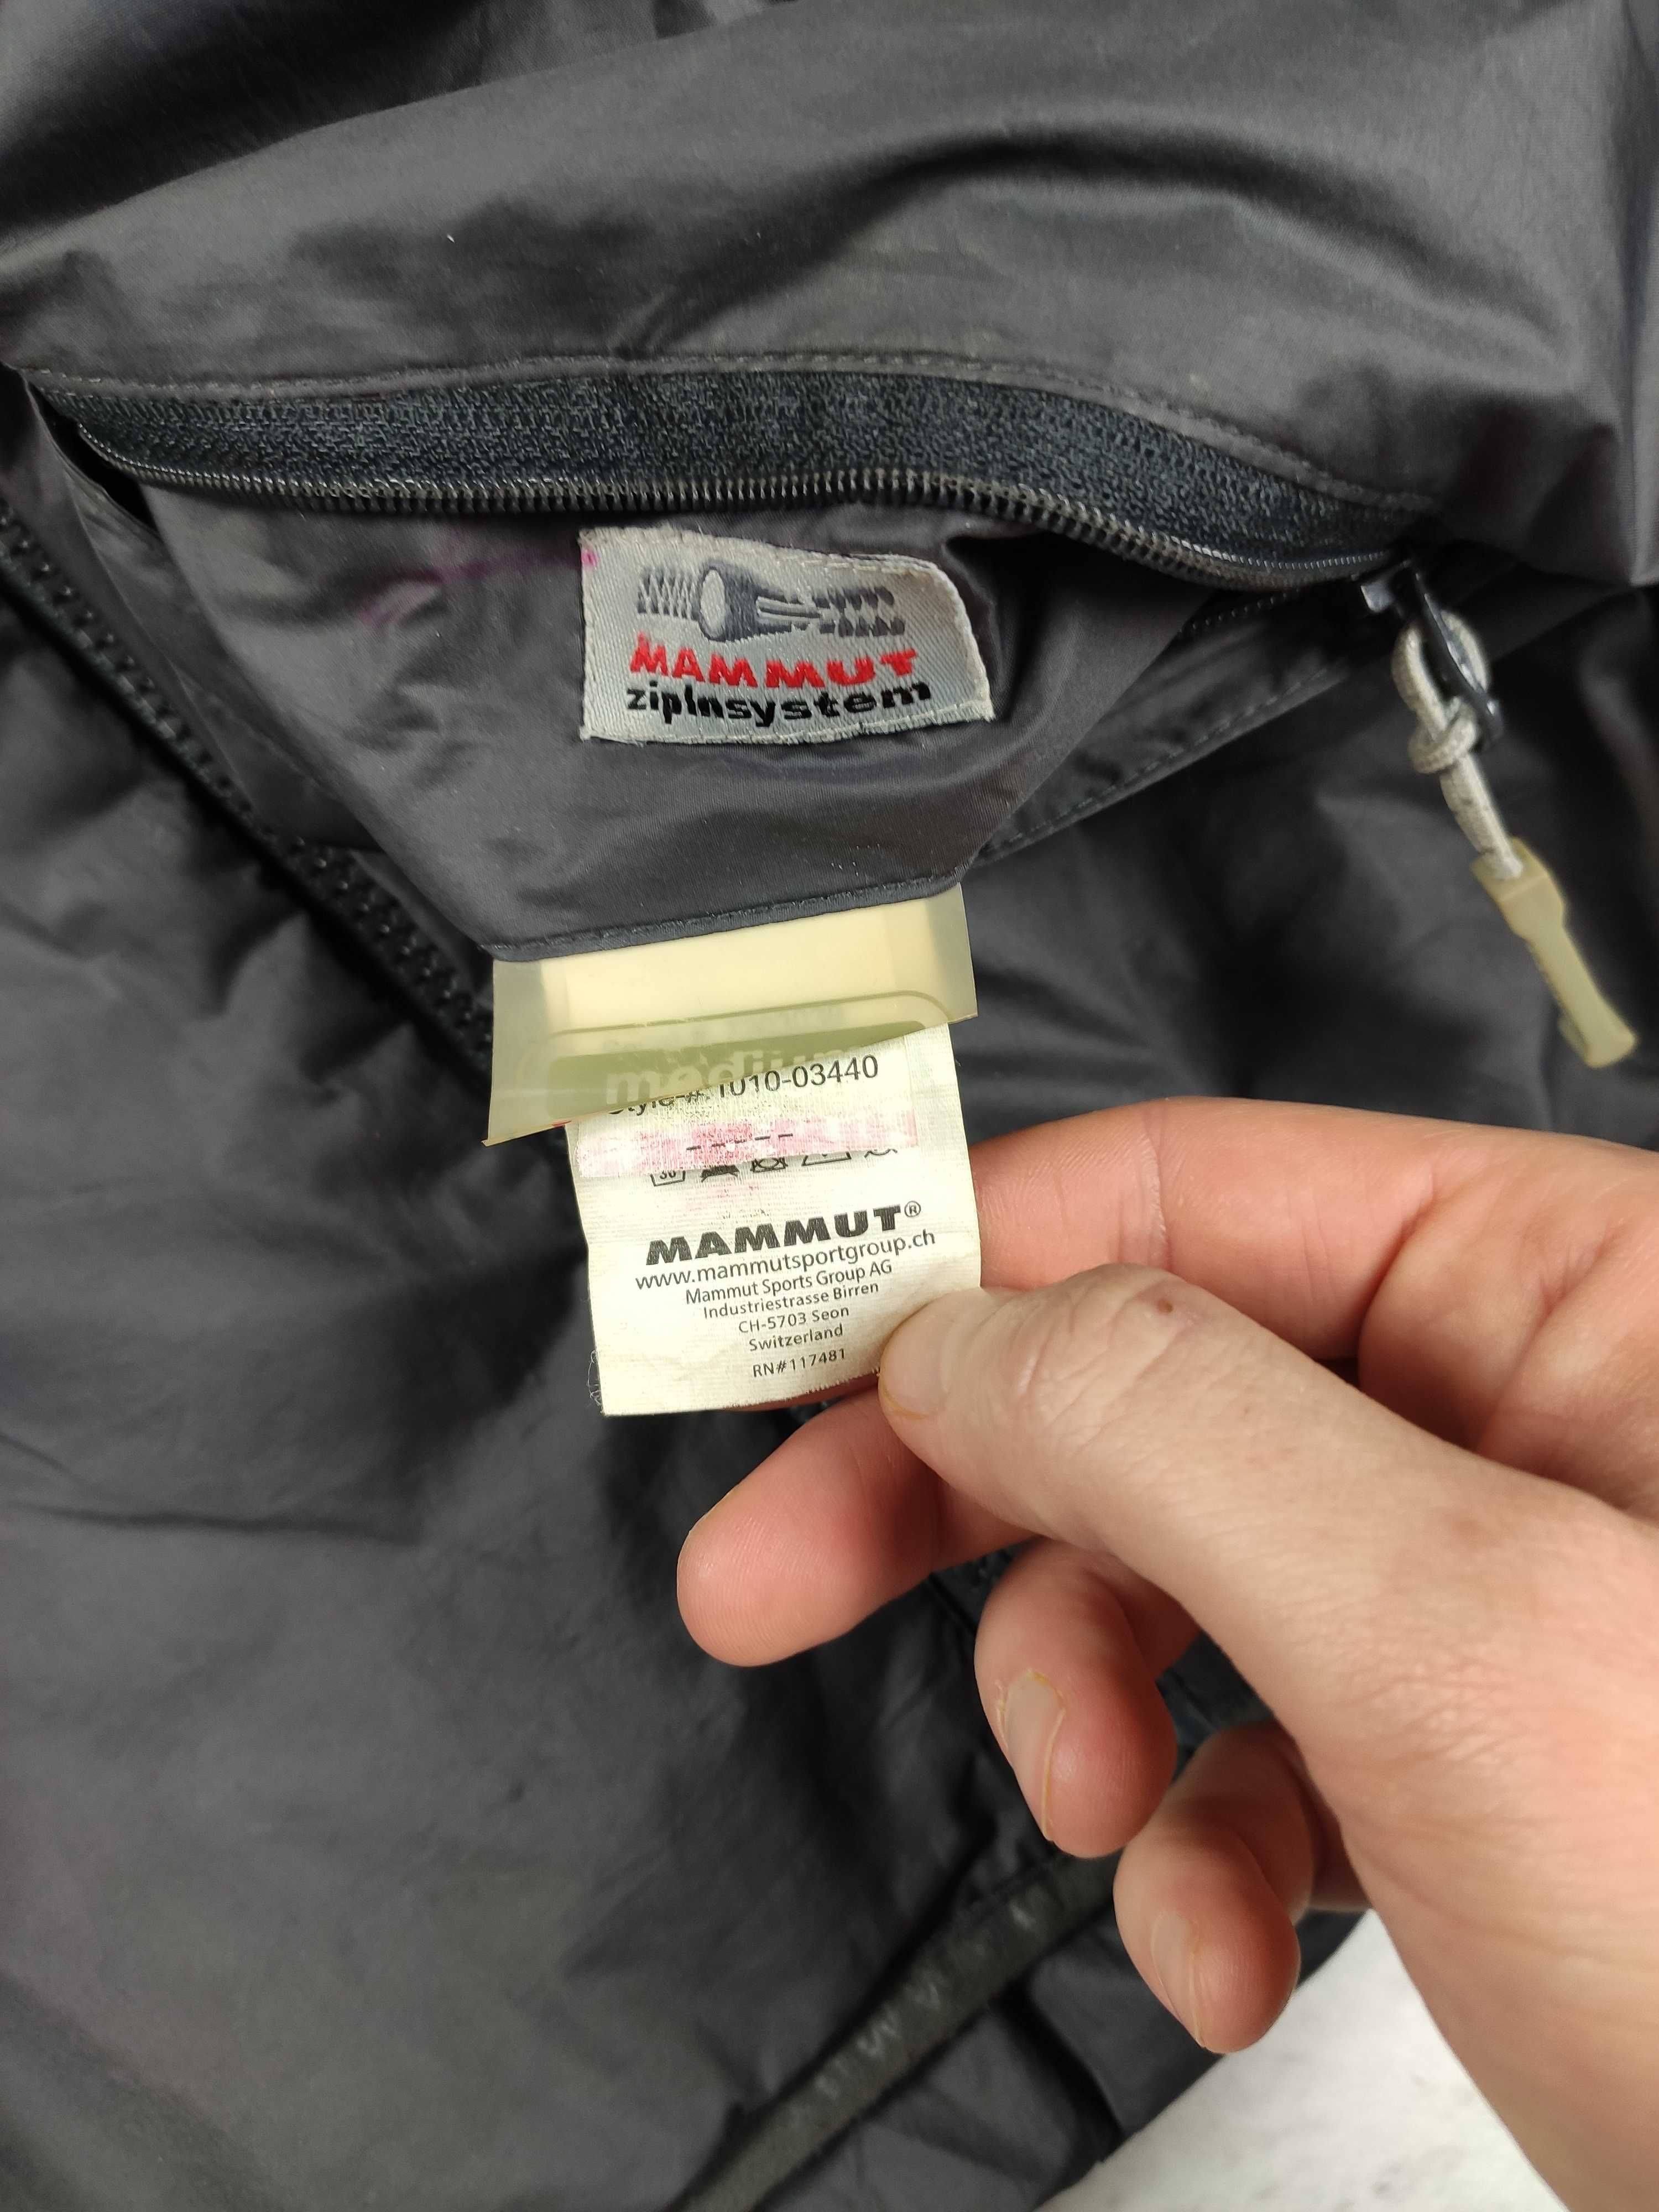 MAMMUT
zipInsystem
medium
Style-#: 1010-03440
-----
30
MAMMUT®
www.mammutsportgroup.ch
Mammut Sports Group AG
Industriestrasse Birren
CH-5703 Seon
Switzerland
RN#117481